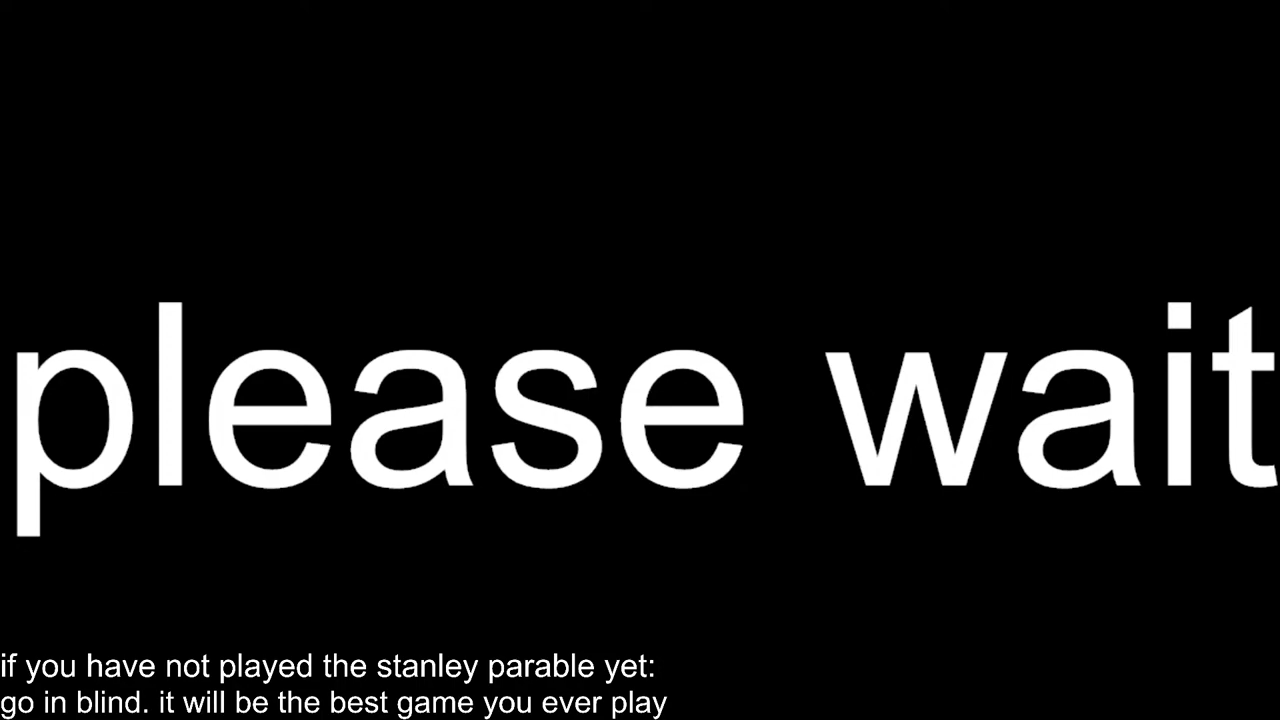 please wait
if you have not played the stanley parable yet:
go in blind. it will be the best game you ever play